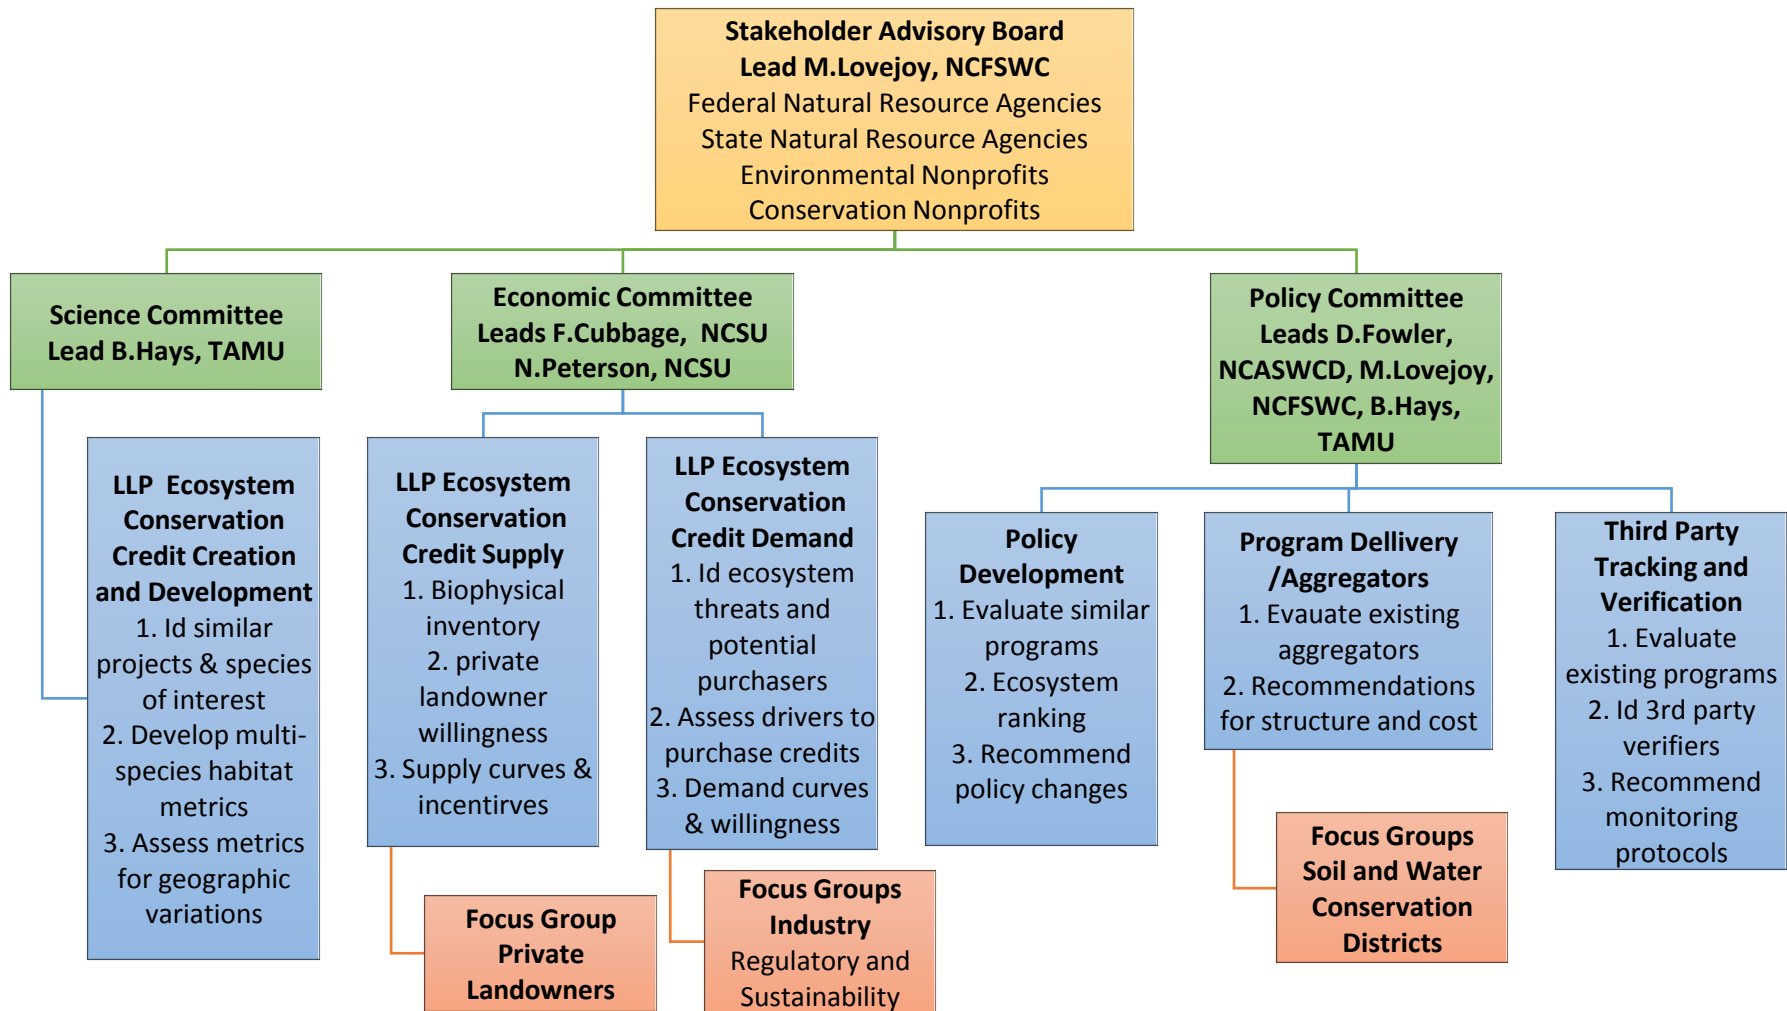 Stakeholder Advisory Board
Lead M.Lovejoy, NCFSWC
Federal Natural Resource Agencies
State Natural Resource Agencies
Environmental Nonprofits
Conservation Nonprofits
Science Committee
Lead B.Hays, TAMU
Economic Committee
Leads F.Cubbage, NCSU
N.Peterson, NCSU
Policy Committee
Leads D.Fowler,
NCASWCD, M.Lovejoy,
NCFSWC, B.Hays,
TAMU
LLP Ecosystem
Conservation
Credit Creation
and Development
1. Id similar
projects & species
of interest
2. Develop multi-
species habitat
metrics
3. Assess metrics
for geographic
variations
LLP Ecosystem
Conservation
Credit Supply
1. Biophysical
inventory
2. private
landowner
willingness
3. Supply curves &
incentirves
LLP Ecosystem
Conservation
Credit Demand
1. Id ecosystem
threats and
potential
purchasers
2. Assess drivers to
purchase credits
3. Demand curves
& willingness
Policy
Development
1. Evaluate similar
programs
2. Ecosystem
ranking
3. Recommend
policy changes
Program Dellivery
/Aggregators
1. Evauate existing
aggregators
2. Recommendations
for structure and cost
Third Party
Tracking and
Verification
1. Evaluate
existing programs
2. Id 3rd party
verifiers
3. Recommend
monitoring
protocols
Focus Group
Private
Landowners
Focus Groups
Industry
Regulatory and
Sustainability
Focus Groups
Soil and Water
Conservation
Districts